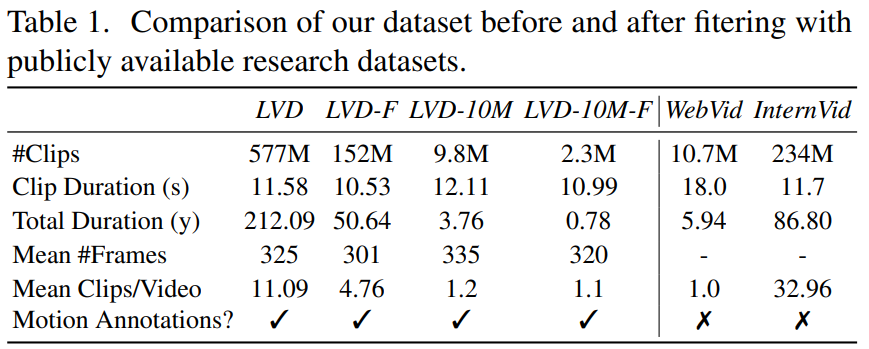 Table 1. Comparison of our dataset before and after fitering with
publicly available research datasets.
LVD LVD-F LVD-10M LVD-10M-F WebVid InternVid
#Clips 577M 152M 9.8M 2.3M 10.7M 234M
Clip Duration (s) 11.58 10.53 12.11 10.99 18.0 11.7
Total Duration (y) 212.09 50.64 3.76 0.78 5.94 86.80
Mean #Frames 325 301 335 320 - -
Mean Clips/Video 11.09 4.76 1.2 1.1 1.0 32.96
Motion Annotations? ✓ ✓ ✓ ✓ ✗ ✗